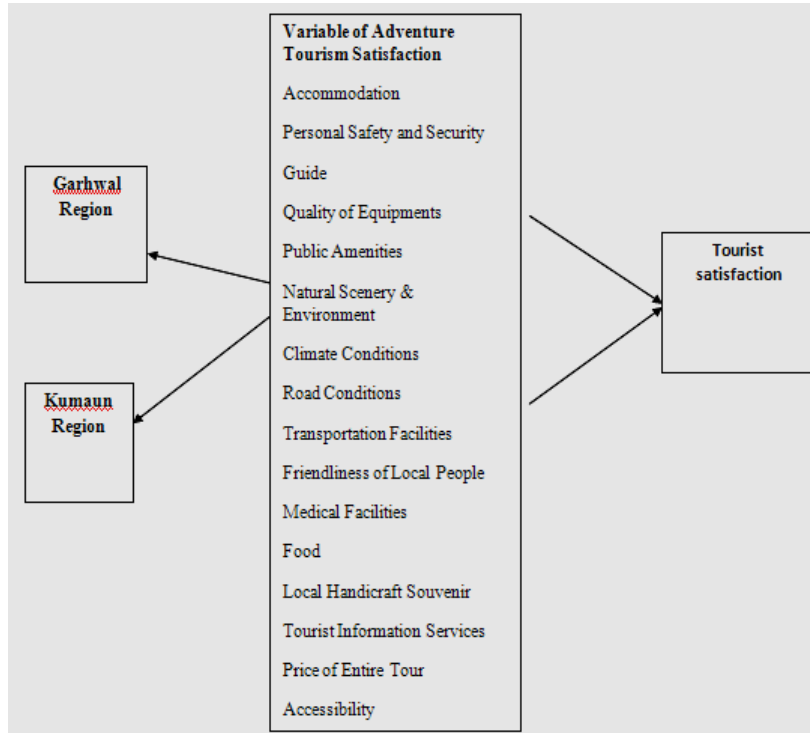 Variable of Adventure
Tourism Satisfaction
Accommodation
Personal Safety and Security
Guide
Quality of Equipments
Public Amenities
Natural Scenery &
Environment
Climate Conditions
Road Conditions
Transportation Facilities
Friendliness of Local People
Medical Facilities
Food
Local Handicraft Souvenir
Tourist Information Services
Price of Entire Tour
Accessibility
Garhwal
Region
Kumaun
Region
Tourist
satisfaction